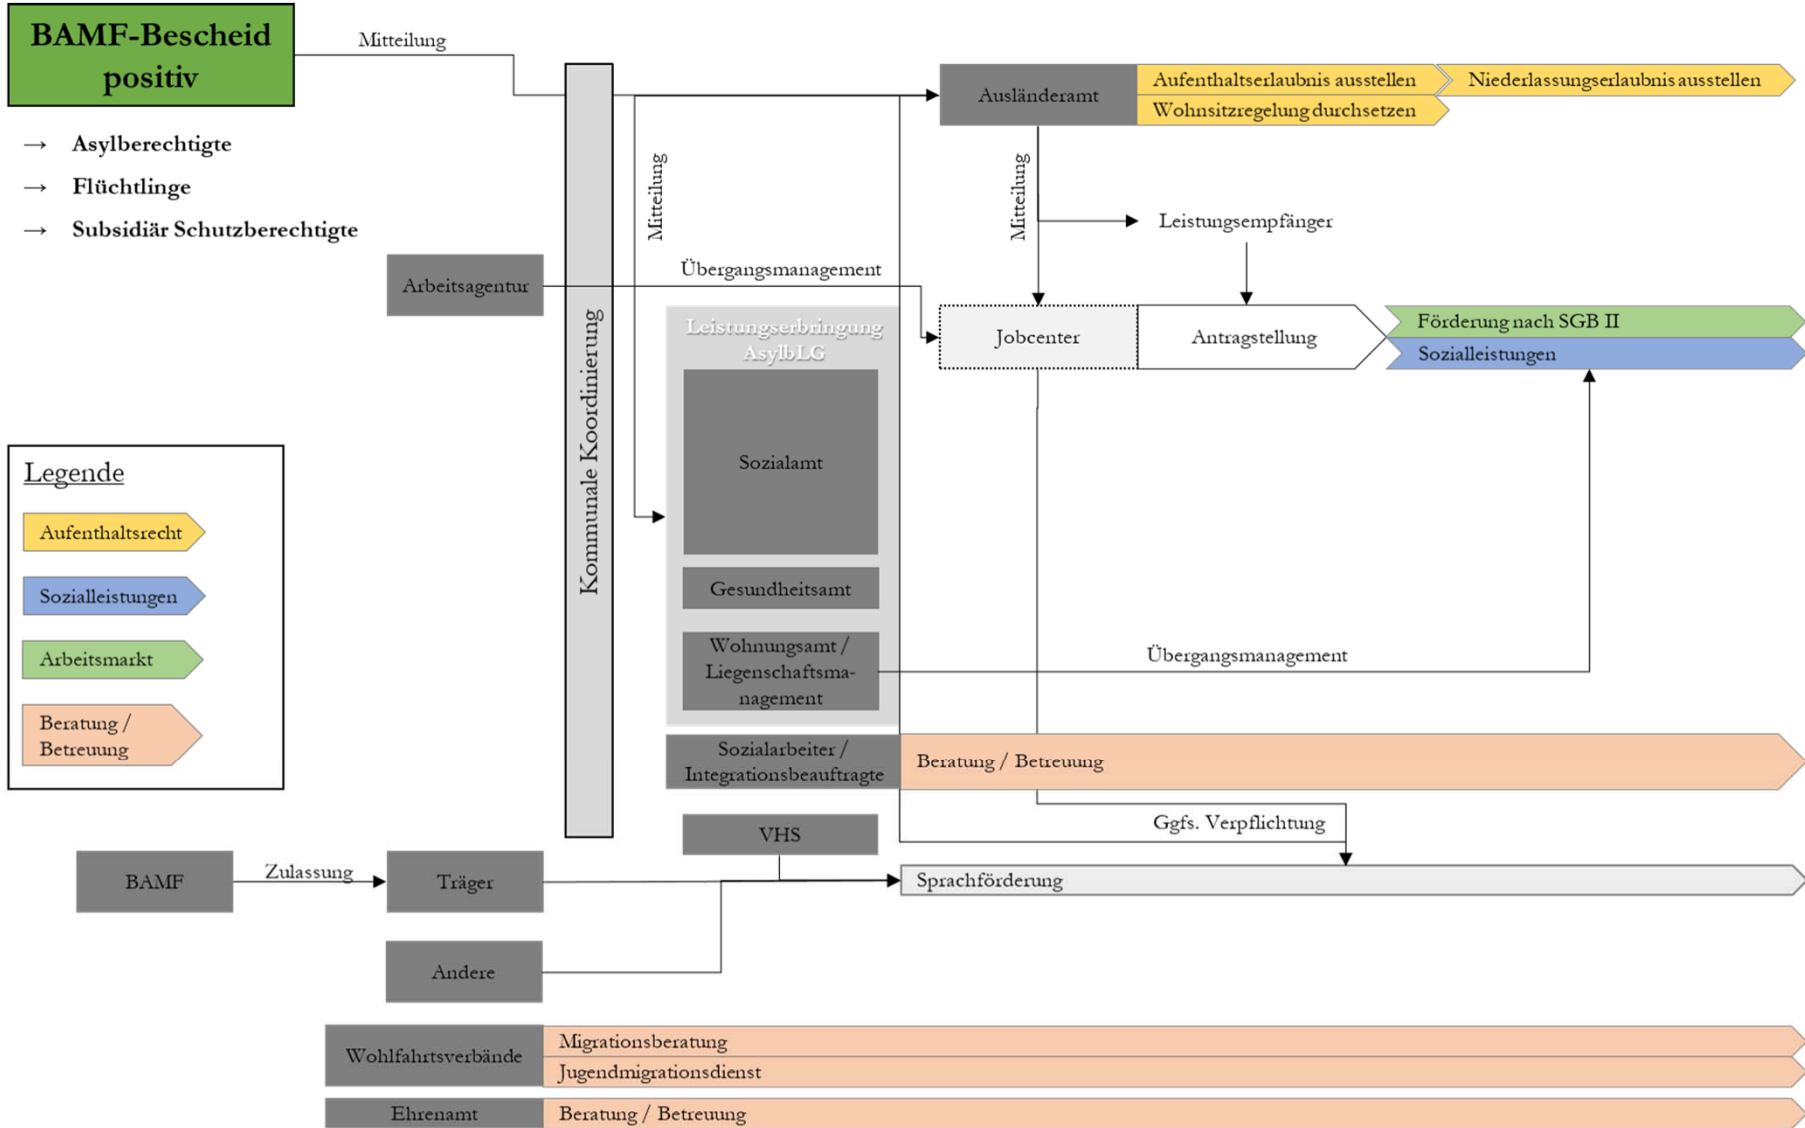 BAMF-Bescheid
positiv
Mitteilung
→ Asylberechtigte
→ Flüchtlinge
→ Subsidiär Schutzberechtigte
Ausländeramt
Aufenthaltserlaubnis ausstellen
Niederlassungserlaubnis ausstellen
Wohnsitzregelung durchsetzen
Mitteilung
Mitteilung
Leistungsempfänger
Arbeitsagentur
Übergangsmanagement
Kommunale Koordinierung
Leistungserbringung
AsylbLG
Jobcenter
Antragstellung
Förderung nach SGB II
Sozialleistungen
Sozialamt
Gesundheitsamt
Wohnungsamt /
Liegenschaftsma-
nagement
Übergangsmanagement
Legende
Aufenthaltsrecht
Sozialleistungen
Arbeitsmarkt
Beratung /
Betreuung
Sozialarbeiter /
Integrationsbeauftragte
Beratung / Betreuung
VHS
Ggfs. Verpflichtung
BAMF
Zulassung
Träger
Sprachförderung
Andere
Wohlfahrtsverbände
Migrationsberatung
Jugendmigrationsdienst
Ehrenamt
Beratung / Betreuung